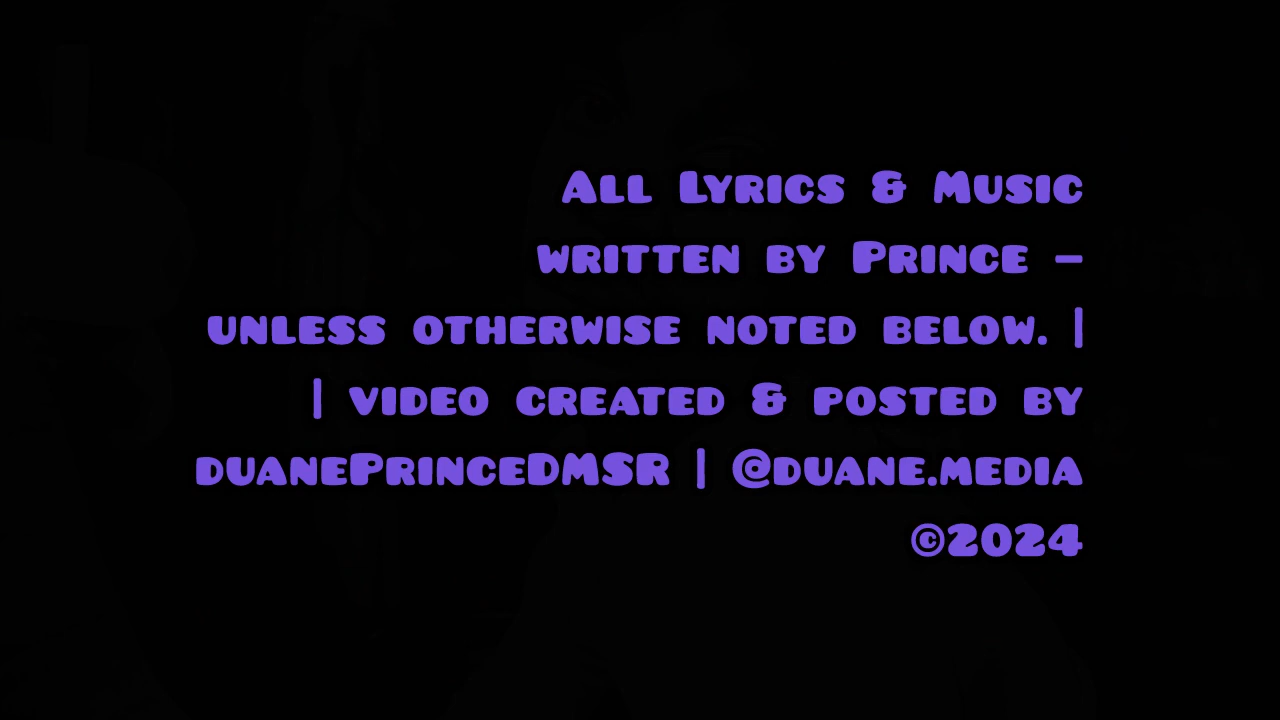 All Lyrics & Music
written by Prince –
unless otherwise noted below. |
| video created & posted by
duanePrinceDMSR | @duane.media
©2024